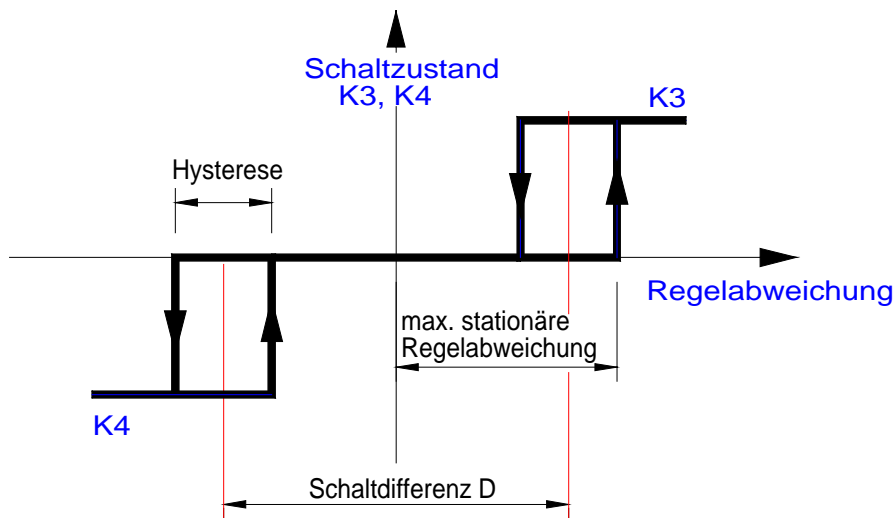 Schaltzustand
K3, K4
K3
Hysterese
Regelabweichung
max. stationäre
Regelabweichung
K4
Schaltdifferenz D